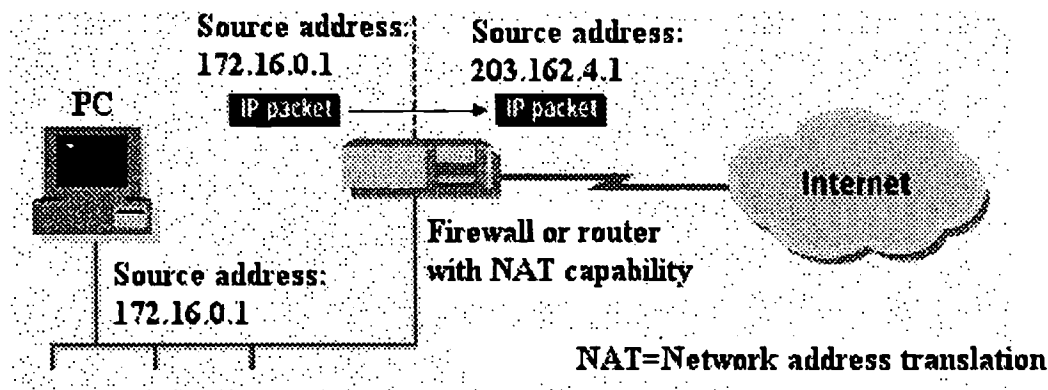 Source address:
172.16.0.1
Source address:
203.162.4.1
IP packet
IP packet
PC
Internet
Firewall or router
with NAT capability
Source address:
172.16.0.1
NAT=Network address translation